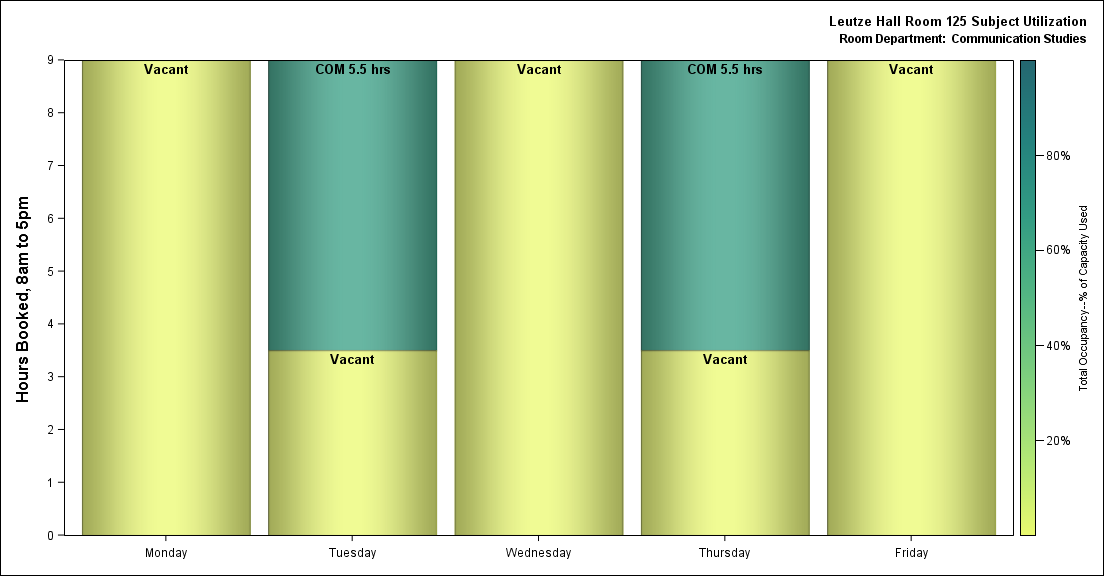 Leutze Hall Room 125 Subject Utilization
Room Department: Communication Studies
Hours Booked, 8am to 5pm
9
8
7
6
5
4
3
2
1
0
Vacant
COM 5.5 hrs
Vacant
COM 5.5 hrs
Vacant
Vacant
Vacant
Monday
Tuesday
Wednesday
Thursday
Friday
80%
60%
40%
20%
Total Occupancy--% of Capacity Used